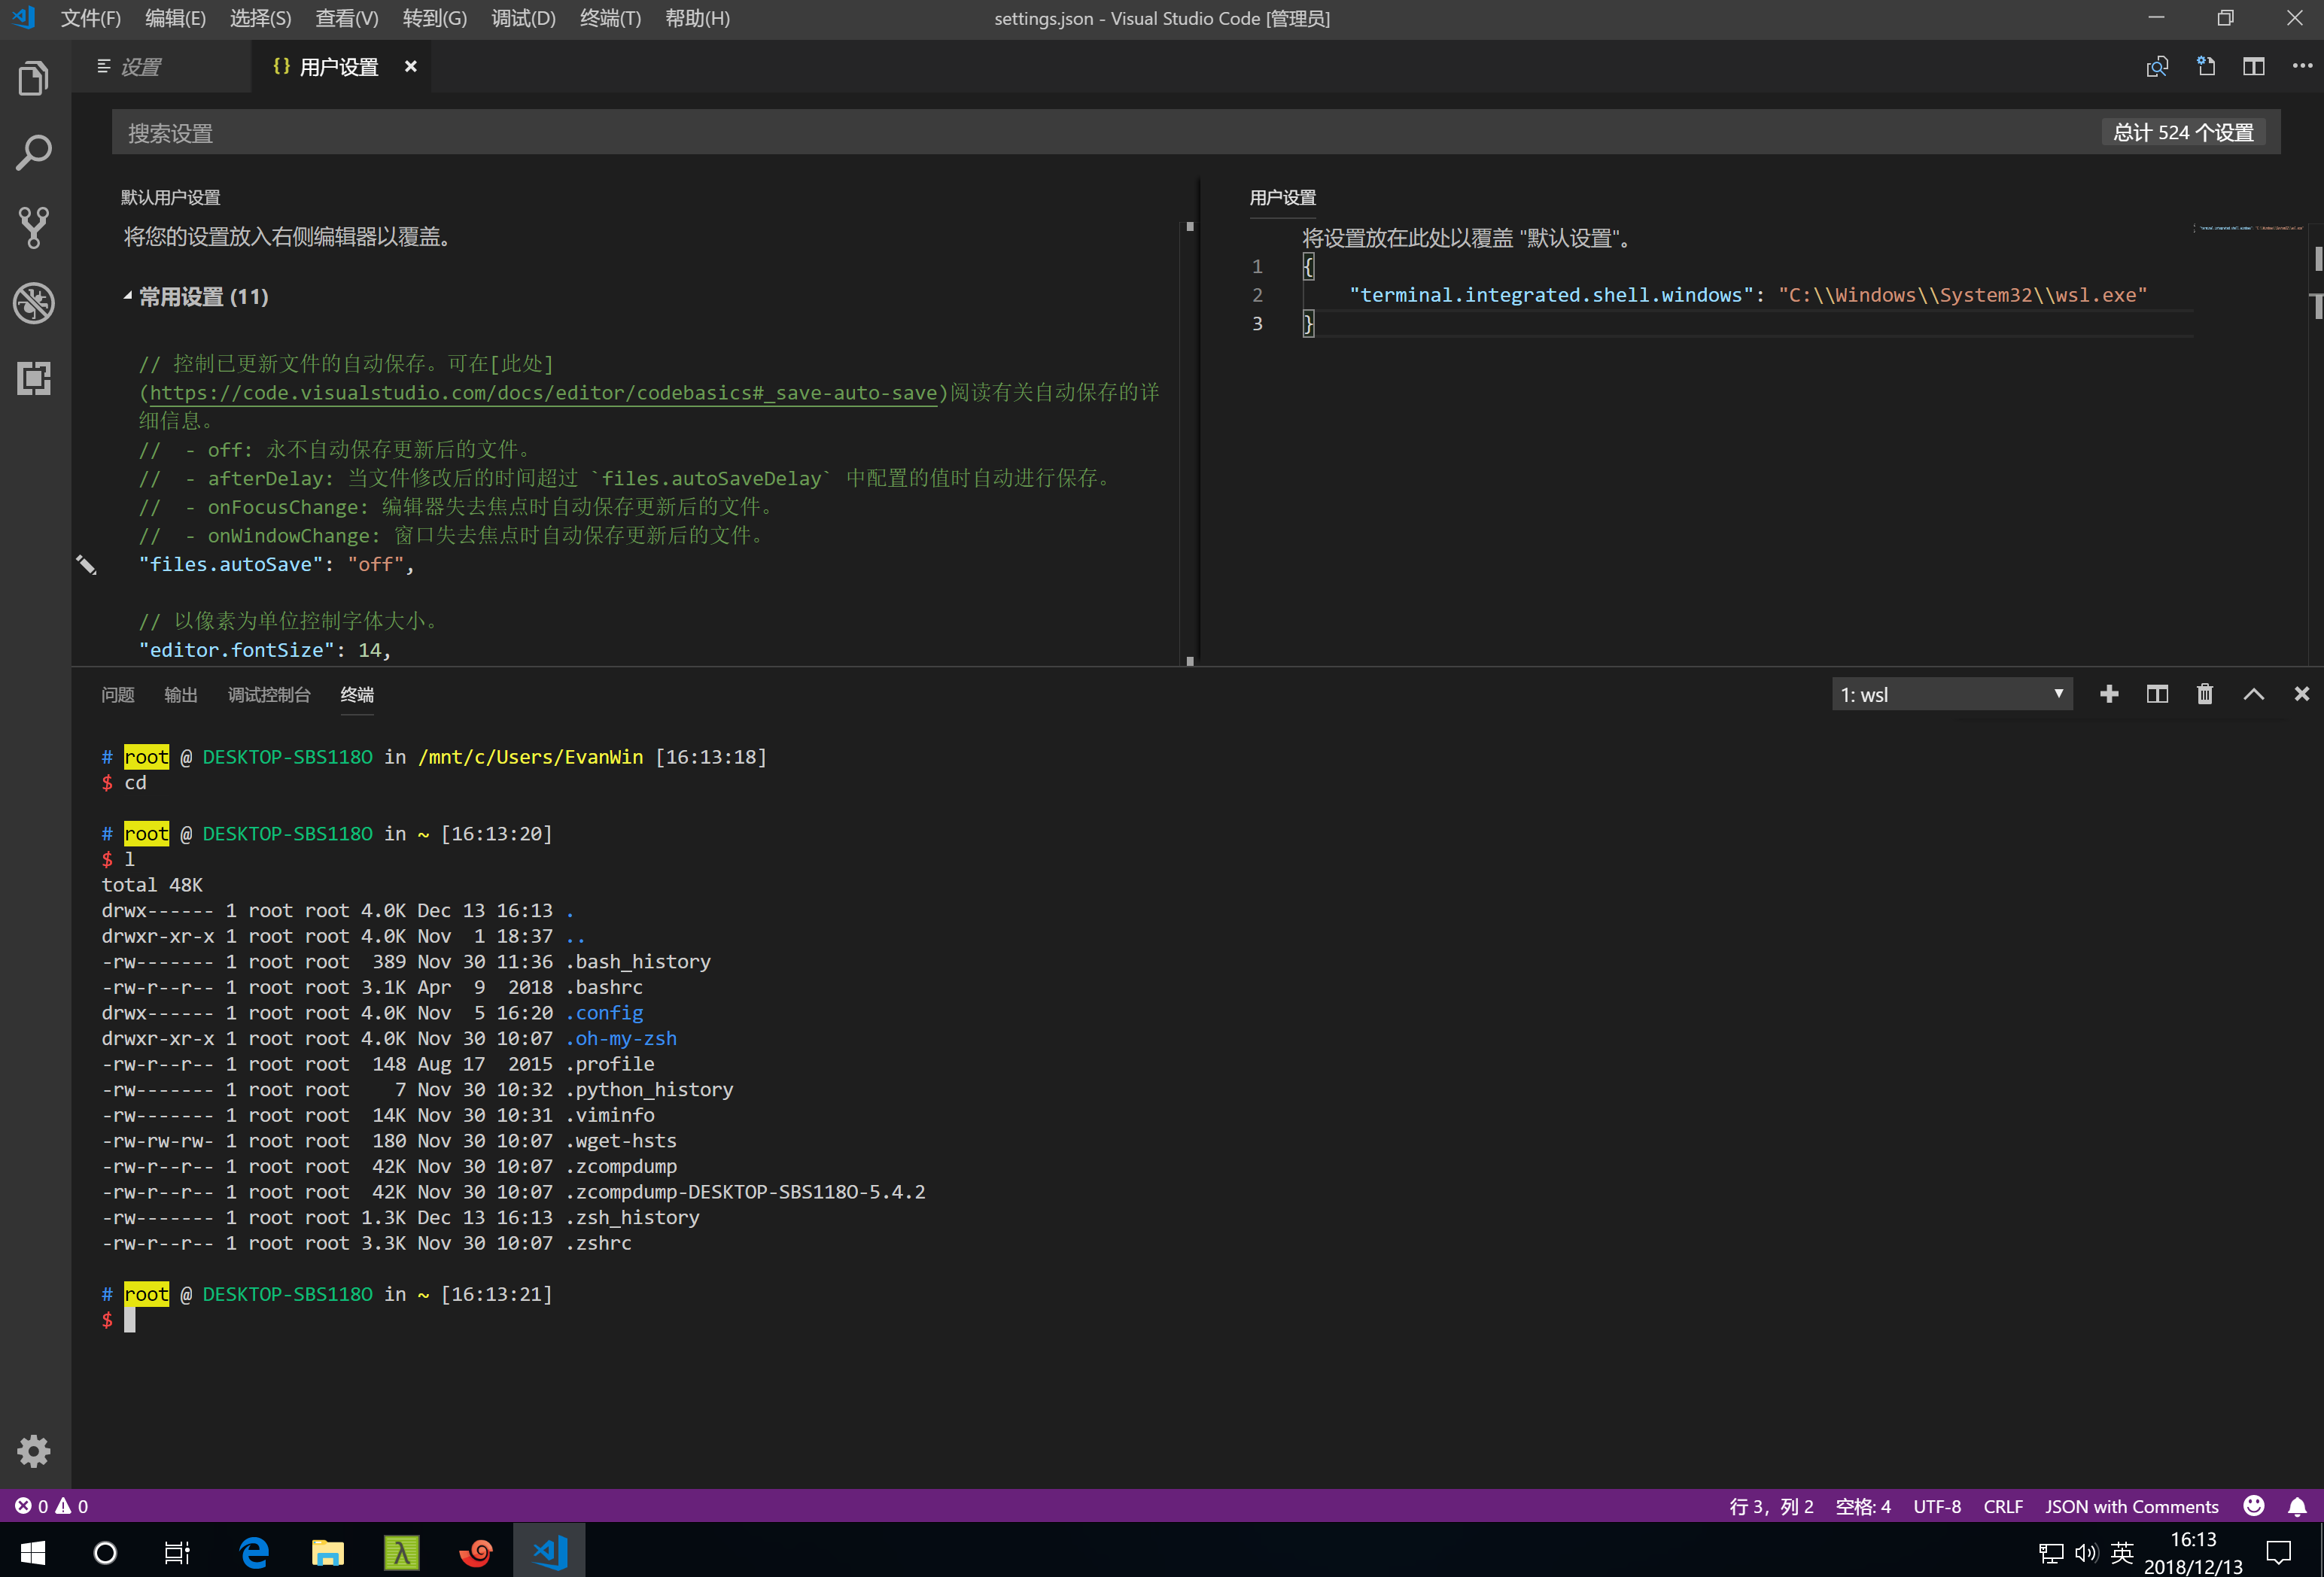 文件(F) 编辑(E) 选择(S) 查看(V) 转到(G) 调试(D) 终端(T) 帮助(H) settings.json - Visual Studio Code [管理员]
设置 {} 用户设置
搜索设置 总计 524 个设置
默认用户设置
将您的设置放入右侧编辑器以覆盖。
常用设置 (11)
// 控制已更新文件的自动保存。可在[此处]
(https://code.visualstudio.com/docs/editor/codebasics#_save-auto-save)阅读有关自动保存的详
细信息。
//  - off: 永不自动保存更新后的文件。
//  - afterDelay: 当文件修改后的时间超过 `files.autoSaveDelay` 中配置的值时自动进行保存。
//  - onFocusChange: 编辑器失去焦点时自动保存更新后的文件。
//  - onWindowChange: 窗口失去焦点时自动保存更新后的文件。
"files.autoSave": "off",
// 以像素为单位控制字体大小。
"editor.fontSize": 14,
用户设置
将设置放在此处以覆盖 "默认设置"。
1 {
2 "terminal.integrated.shell.windows": "C:\\Windows\\System32\\wsl.exe"
3 }
问题 输出 调试控制台 终端 1: wsl
# root @ DESKTOP-SBS118O in /mnt/c/Users/EvanWin [16:13:18]
$ cd
# root @ DESKTOP-SBS118O in ~ [16:13:20]
$ l
total 48K
drwx------ 1 root root 4.0K Dec 13 16:13 .
drwxr-xr-x 1 root root 4.0K Nov  1 18:37 ..
-rw------- 1 root root  389 Nov 30 11:36 .bash_history
-rw-r--r-- 1 root root 3.1K Apr  9  2018 .bashrc
drwx------ 1 root root 4.0K Nov  5 16:20 .config
drwxr-xr-x 1 root root 4.0K Nov 30 10:07 .oh-my-zsh
-rw-r--r-- 1 root root  148 Aug 17  2015 .profile
-rw------- 1 root root    7 Nov 30 10:32 .python_history
-rw------- 1 root root  14K Nov 30 10:31 .viminfo
-rw-rw-rw- 1 root root  180 Nov 30 10:07 .wget-hsts
-rw-r--r-- 1 root root  42K Nov 30 10:07 .zcompdump
-rw-r--r-- 1 root root  42K Nov 30 10:07 .zcompdump-DESKTOP-SBS118O-5.4.2
-rw------- 1 root root 1.3K Dec 13 16:13 .zsh_history
-rw-r--r-- 1 root root 3.3K Nov 30 10:07 .zshrc
# root @ DESKTOP-SBS118O in ~ [16:13:21]
$
0 0 行 3，列 2 空格: 4 UTF-8 CRLF JSON with Comments
英 16:13
2018/12/13